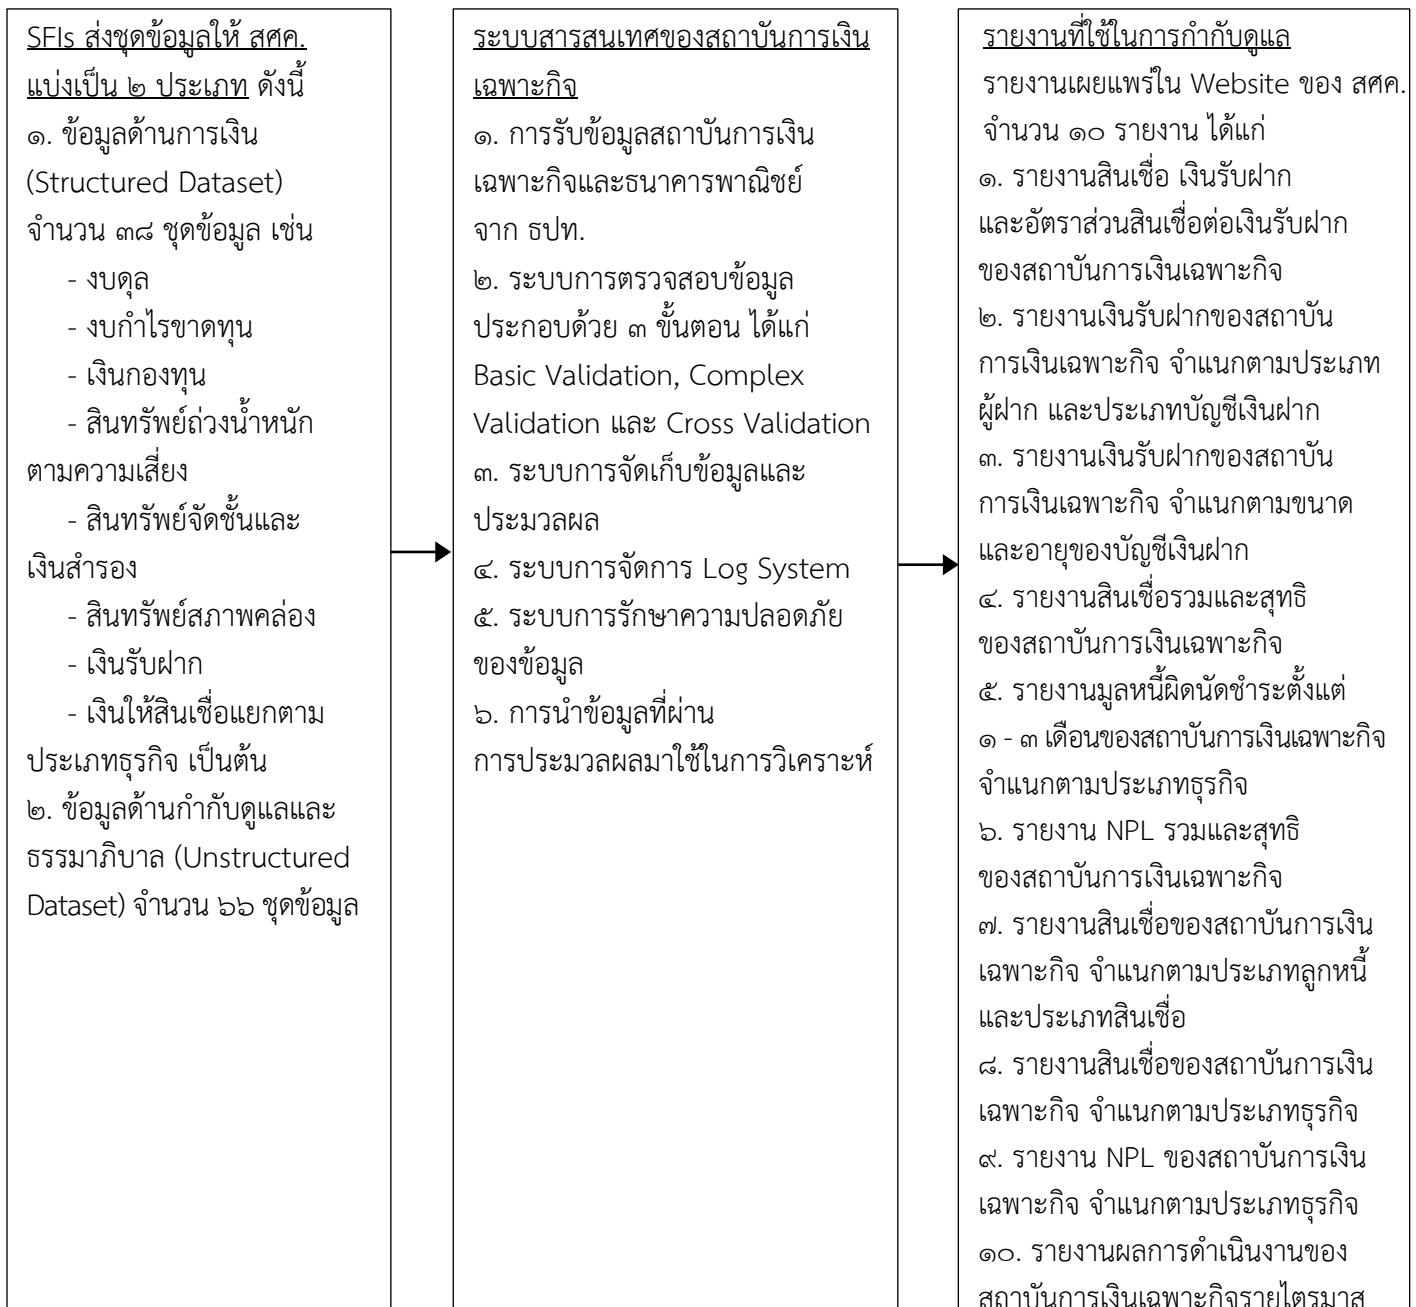 SFIs ส่งชุดข้อมูลให้ สศค.
แบ่งเป็น ๒ ประเภท ดังนี้
๑. ข้อมูลด้านการเงิน
(Structured Dataset)
จำนวน ๓๘ ชุดข้อมูล เช่น
- งบดุล
- งบกำไรขาดทุน
- เงินกองทุน
- สินทรัพย์ถ่วงน้ำหนัก
ตามความเสี่ยง
- สินทรัพย์จัดชั้นและ
เงินสำรอง
- สินทรัพย์สภาพคล่อง
- เงินรับฝาก
- เงินให้สินเชื่อแยกตาม
ประเภทธุรกิจ เป็นต้น
๒. ข้อมูลด้านกำกับดูแลและ
ธรรมาภิบาล (Unstructured
Dataset) จำนวน ๖๖ ชุดข้อมูล
ระบบสารสนเทศของสถาบันการเงิน
เฉพาะกิจ
๑. การรับข้อมูลสถาบันการเงิน
เฉพาะกิจและธนาคารพาณิชย์
จาก ธปท.
๒. ระบบการตรวจสอบข้อมูล
ประกอบด้วย ๓ ขั้นตอน ได้แก่
Basic Validation, Complex
Validation และ Cross Validation
๓. ระบบการจัดเก็บข้อมูลและ
ประมวลผล
๔. ระบบการจัดการ Log System
๕. ระบบการรักษาความปลอดภัย
ของข้อมูล
๖. การนำข้อมูลที่ผ่าน
การประมวลผลมาใช้ในการวิเคราะห์
รายงานที่ใช้ในการกำกับดูแล
รายงานเผยแพร่ใน Website ของ สศค.
จำนวน ๑๐ รายงาน ได้แก่
๑. รายงานสินเชื่อ เงินรับฝาก
และอัตราส่วนสินเชื่อต่อเงินรับฝาก
ของสถาบันการเงินเฉพาะกิจ
๒. รายงานเงินรับฝากของสถาบัน
การเงินเฉพาะกิจ จำแนกตามประเภท
ผู้ฝาก และประเภทบัญชีเงินฝาก
๓. รายงานเงินรับฝากของสถาบัน
การเงินเฉพาะกิจ จำแนกตามขนาด
และอายุของบัญชีเงินฝาก
๔. รายงานสินเชื่อรวมและสุทธิ
ของสถาบันการเงินเฉพาะกิจ
๕. รายงานมูลหนี้ผิดนัดชำระตั้งแต่
๑ - ๓ เดือนของสถาบันการเงินเฉพาะกิจ
จำแนกตามประเภทธุรกิจ
๖. รายงาน NPL รวมและสุทธิ
ของสถาบันการเงินเฉพาะกิจ
๗. รายงานสินเชื่อของสถาบันการเงิน
เฉพาะกิจ จำแนกตามประเภทลูกหนี้
และประเภทสินเชื่อ
๘. รายงานสินเชื่อของสถาบันการเงิน
เฉพาะกิจ จำแนกตามประเภทธุรกิจ
๙. รายงาน NPL ของสถาบันการเงิน
เฉพาะกิจ จำแนกตามประเภทธุรกิจ
๑๐. รายงานผลการดำเนินงานของ
สถาบันการเงินเฉพาะกิจรายไตรมาส